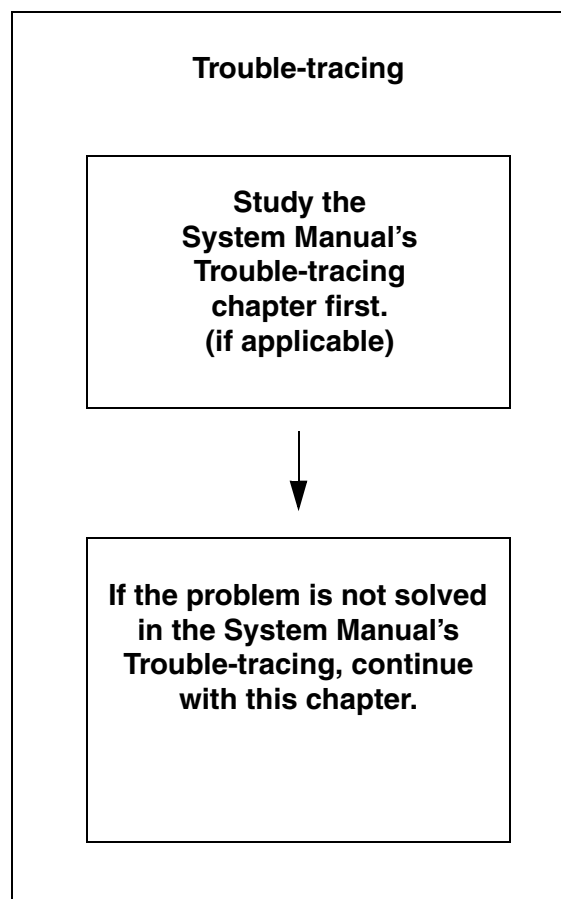 Trouble-tracing
Study the
System Manual’s
Trouble-tracing
chapter first.
(if applicable)
If the problem is not solved
in the System Manual’s
Trouble-tracing, continue
with this chapter.